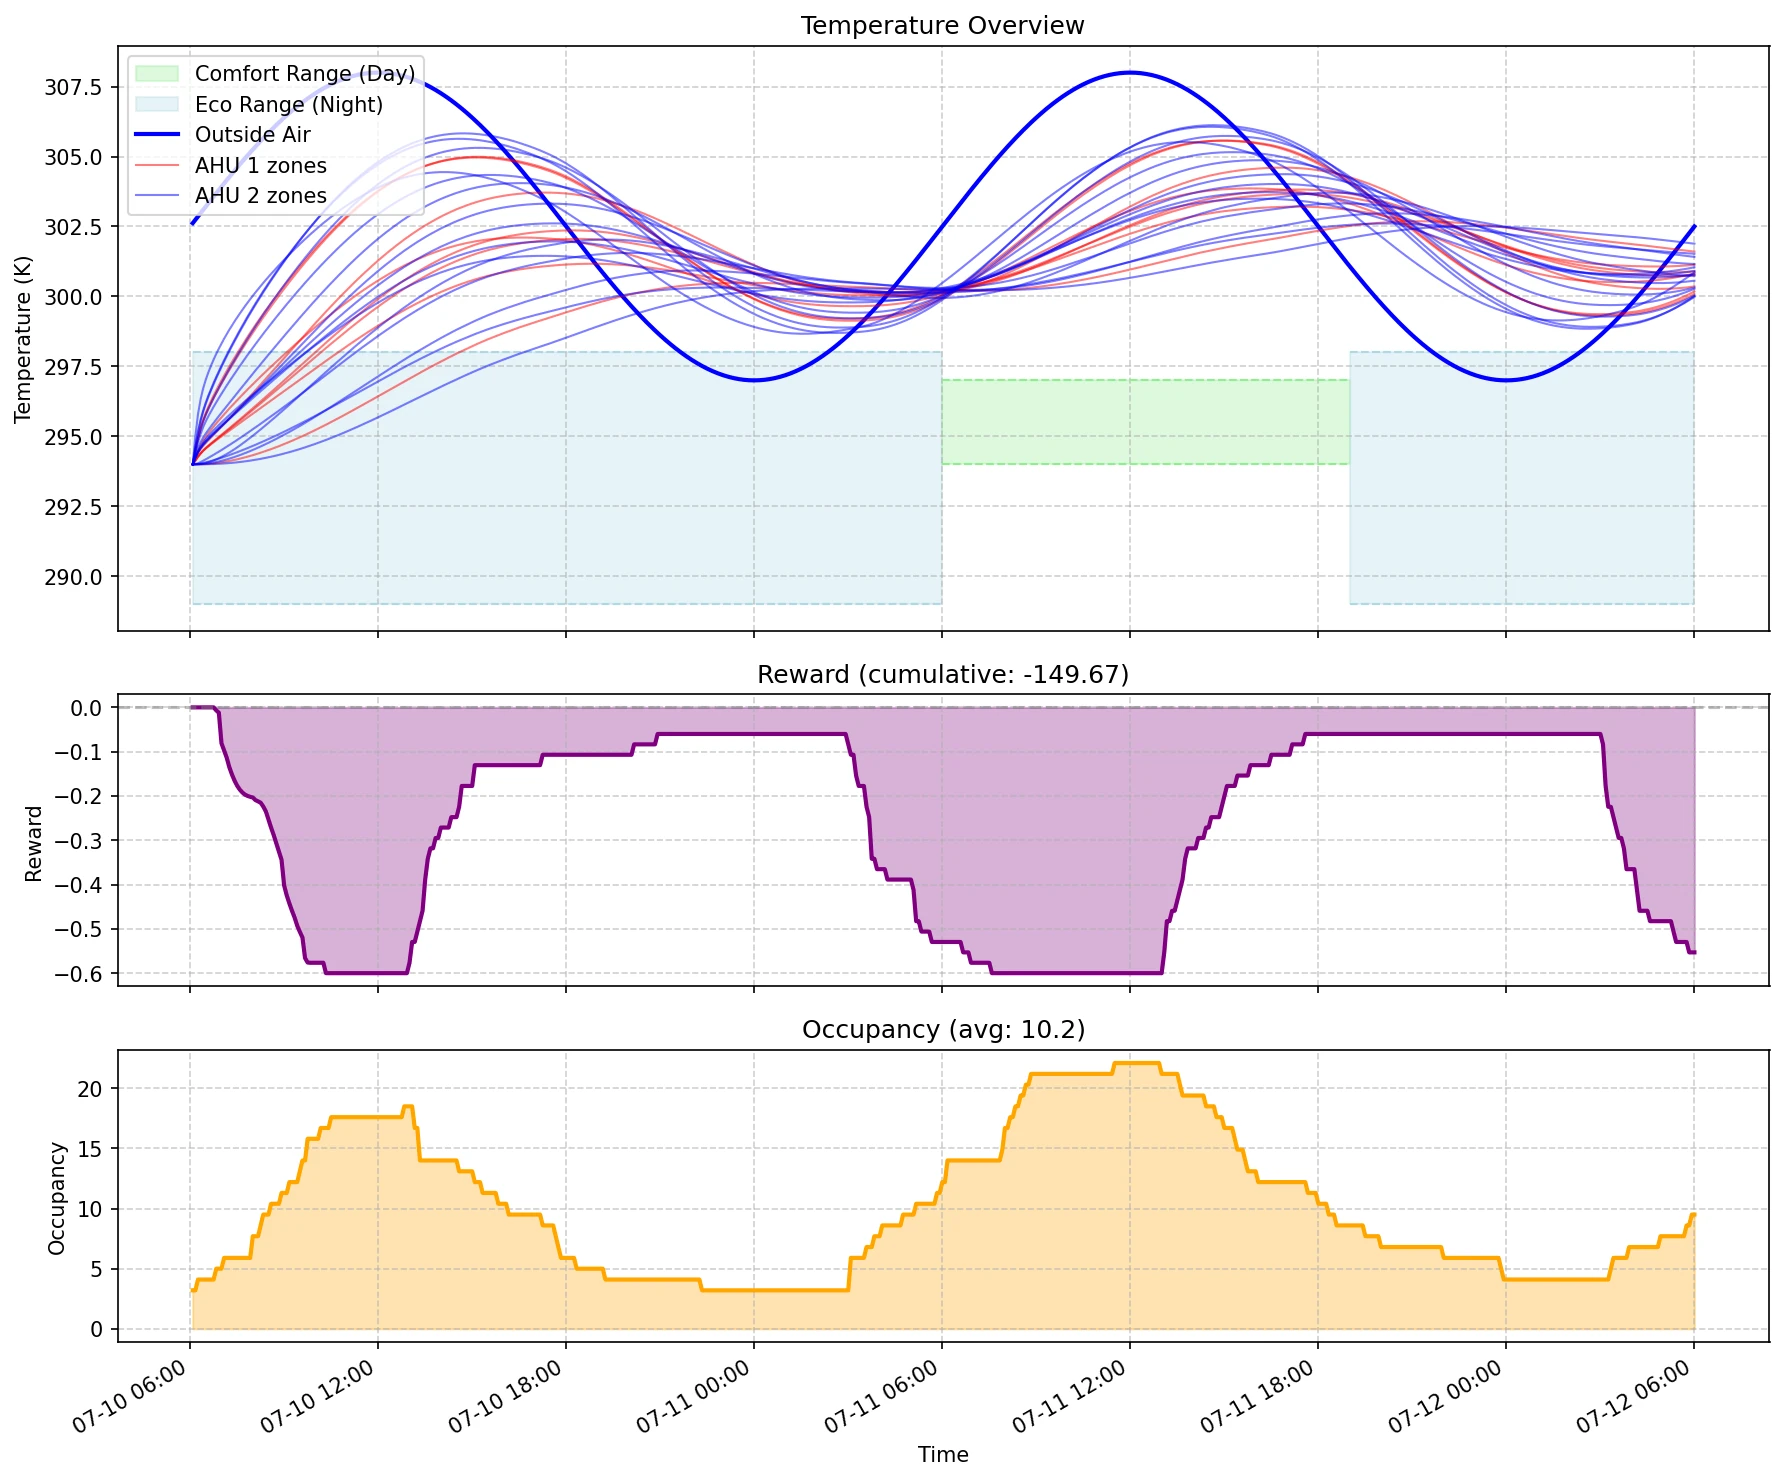 Temperature Overview
Comfort Range (Day)
Eco Range (Night)
Outside Air
AHU 1 zones
AHU 2 zones
Temperature (K)
307.5
305.0
302.5
300.0
297.5
295.0
292.5
290.0
Reward (cumulative: -149.67)
Reward
0.0
−0.1
−0.2
−0.3
−0.4
−0.5
−0.6
Occupancy (avg: 10.2)
Occupancy
20
15
10
5
0
07-10 06:00
07-10 12:00
07-10 18:00
07-11 00:00
07-11 06:00
07-11 12:00
07-11 18:00
07-12 00:00
07-12 06:00
Time